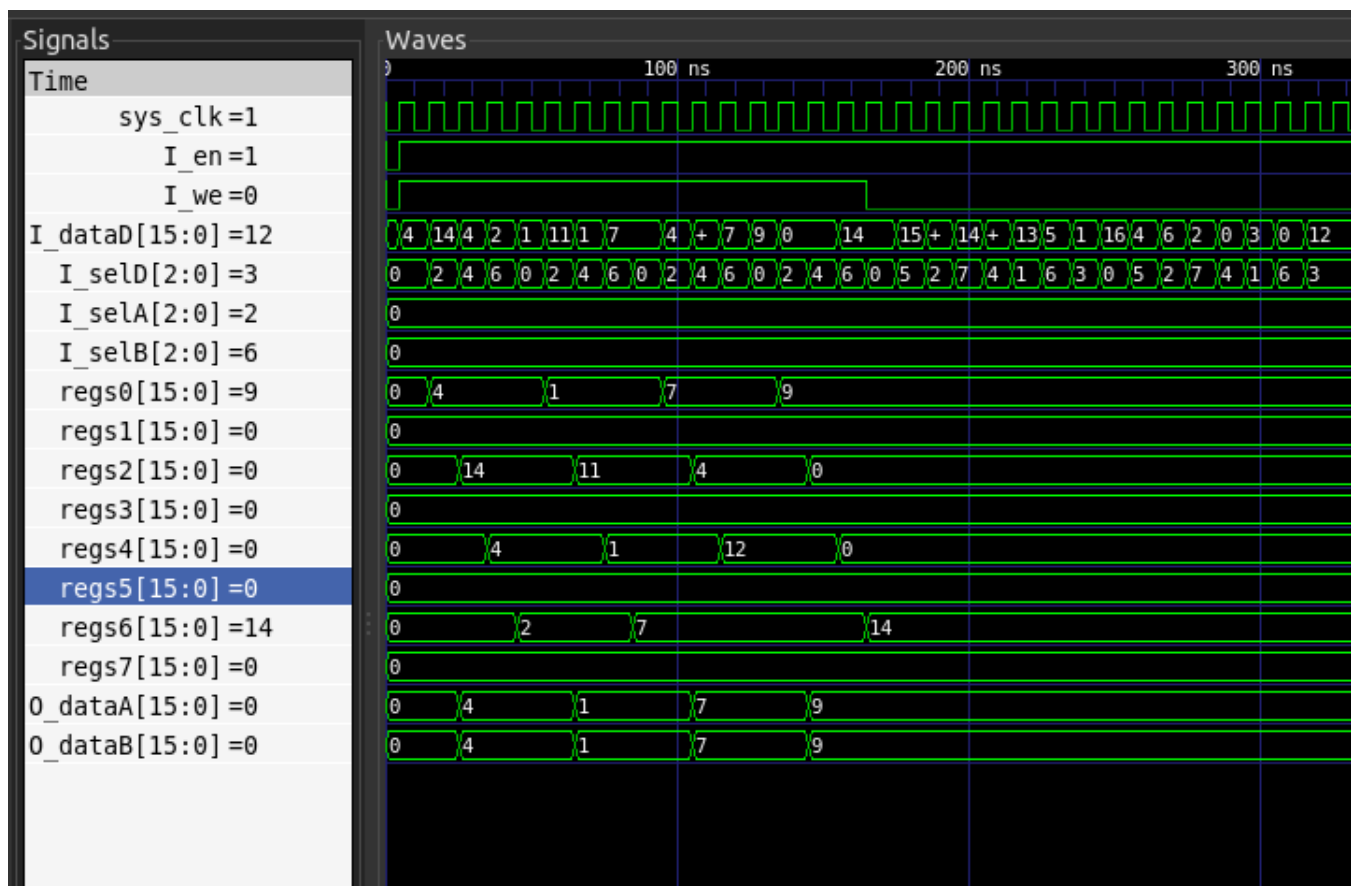 Signals
Waves
Time
0 100 ns 200 ns 300 ns
sys_clk=1
I_en=1
I_we=0
I_dataD[15:0]=12 4 14 4 2 1 11 1 7 4 + 7 9 0 14 15 + 14 + 13 5 1 16 4 6 2 0 3 0 12
I_selD[2:0]=3 0 2 4 6 0 2 4 6 0 2 4 6 0 2 4 6 0 5 2 7 4 1 6 3 0 5 2 7 4 1 6 3
I_selA[2:0]=2 0
I_selB[2:0]=6 0
regs0[15:0]=9 0 4 1 7 9
regs1[15:0]=0 0
regs2[15:0]=0 0 14 11 4 0
regs3[15:0]=0 0
regs4[15:0]=0 0 4 1 12 0
regs5[15:0]=0 0
regs6[15:0]=14 0 2 7 14
regs7[15:0]=0 0
O_dataA[15:0]=0 0 4 1 7 9
O_dataB[15:0]=0 0 4 1 7 9